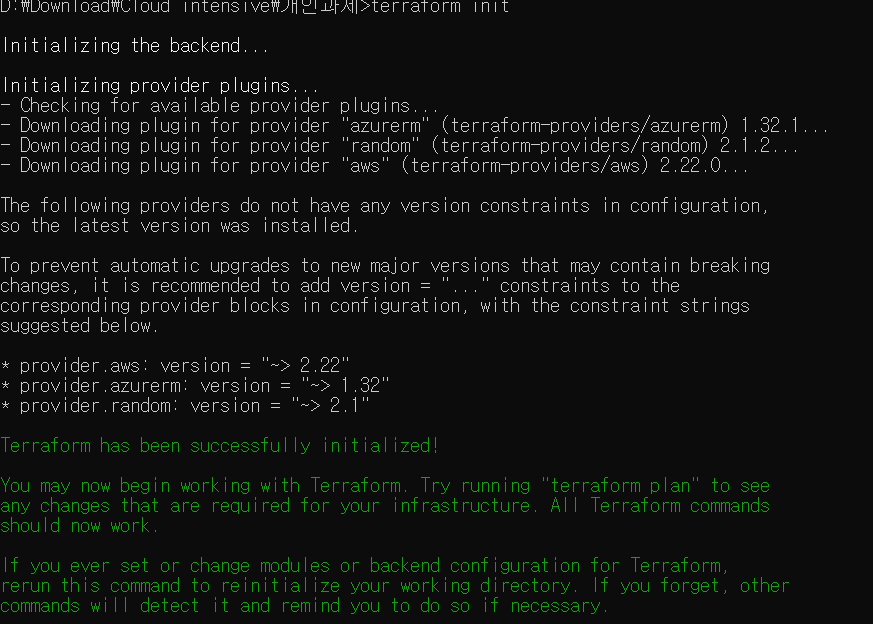 D:\Download\Cloud intensive\개인과제>terraform init
Initializing the backend...
Initializing provider plugins...
- Checking for available provider plugins...
- Downloading plugin for provider "azurerm" (terraform-providers/azurerm) 1.32.1...
- Downloading plugin for provider "random" (terraform-providers/random) 2.1.2...
- Downloading plugin for provider "aws" (terraform-providers/aws) 2.22.0...
The following providers do not have any version constraints in configuration,
so the latest version was installed.
To prevent automatic upgrades to new major versions that may contain breaking
changes, it is recommended to add version = "..." constraints to the
corresponding provider blocks in configuration, with the constraint strings
suggested below.
* provider.aws: version = "~> 2.22"
* provider.azurerm: version = "~> 1.32"
* provider.random: version = "~> 2.1"
Terraform has been successfully initialized!
You may now begin working with Terraform. Try running "terraform plan" to see
any changes that are required for your infrastructure. All Terraform commands
should now work.
If you ever set or change modules or backend configuration for Terraform,
rerun this command to reinitialize your working directory. If you forget, other
commands will detect it and remind you to do so if necessary.